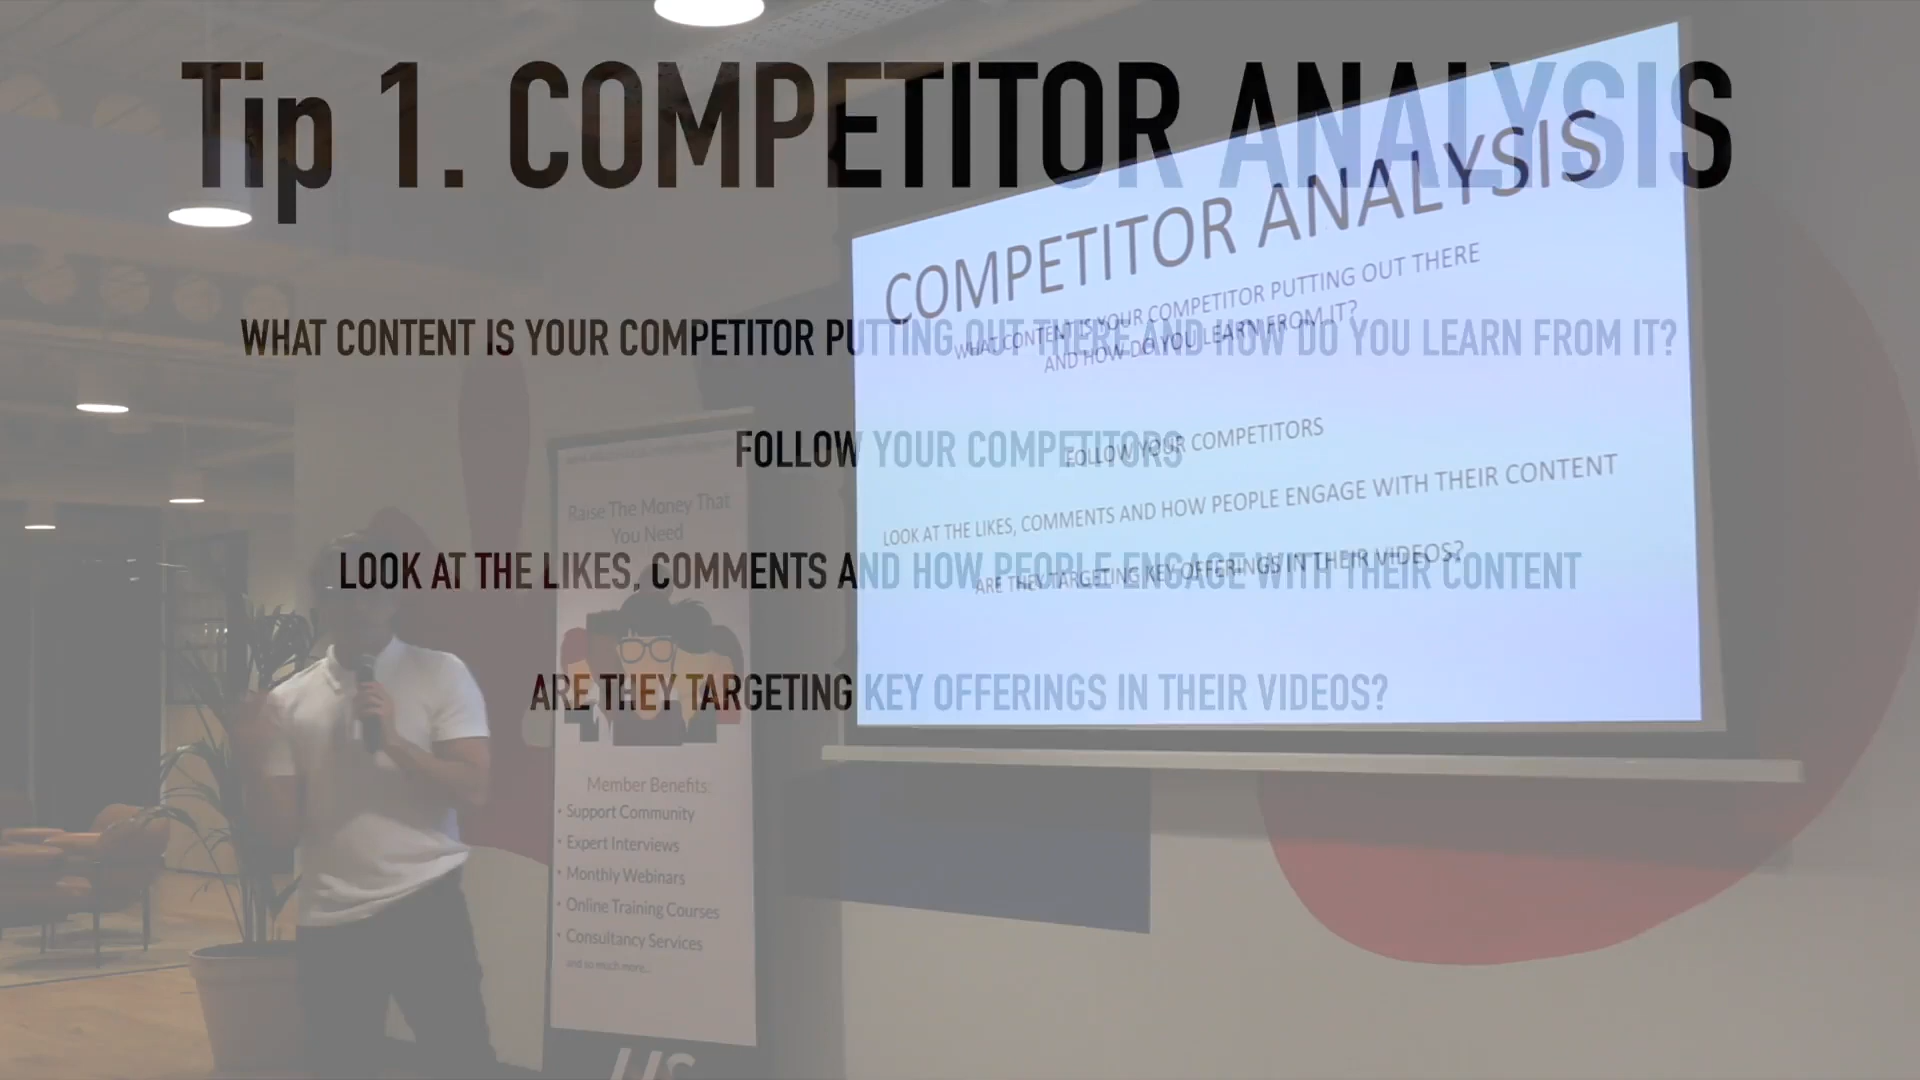 Tip 1. COMPETITOR ANALYSIS
WHAT CONTENT IS YOUR COMPETITOR PUTTING OUT THERE AND HOW DO YOU LEARN FROM IT?
FOLLOW YOUR COMPETITORS
LOOK AT THE LIKES, COMMENTS AND HOW PEOPLE ENGAGE WITH THEIR CONTENT
ARE THEY TARGETING KEY OFFERINGS IN THEIR VIDEOS?
COMPETITOR ANALYSIS
WHAT CONTENT IS YOUR COMPETITOR PUTTING OUT THERE
AND HOW DO YOU LEARN FROM IT?
FOLLOW YOUR COMPETITORS
LOOK AT THE LIKES, COMMENTS AND HOW PEOPLE ENGAGE WITH THEIR CONTENT
ARE THEY TARGETING KEY OFFERINGS IN THEIR VIDEOS?
Raise The Money That
You Need
Member Benefits:
• Support Community
• Expert Interviews
• Monthly Webinars
• Online Training Courses
• Consultancy Services
and so much more...